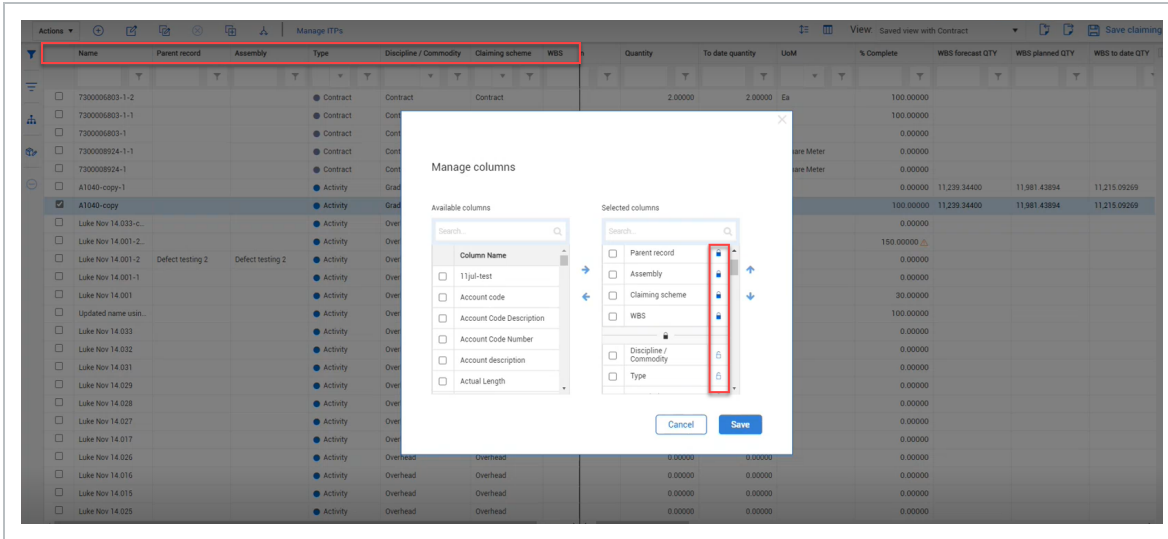 Actions Manage ITPs View: Saved view with Contract Save claiming
Name Parent record Assembly Type Discipline / Commodity Claiming scheme WBS Quantity To date quantity UoM % Complete WBS forecast QTY WBS planned QTY WBS to date QTY
7300006803-1-2 Contract Contract Contract 2.00000 2.00000 Ea 100.00000
7300006803-1-1 Contract 100.00000
7300006803-1 Contract 0.00000
7300008924-1-1 Contract Meter 0.00000
7300008924-1 Contract Meter 0.00000
A1040-copy-1 Activity 0.00000 11,239.34400 11,981.43894 11,215.09269
A1040-copy Activity 100.00000 11,239.34400 11,981.43894 11,215.09269
Luke Nov 14.033-c... Activity 0.00000
Luke Nov 14.001-2... Activity 150.00000
Luke Nov 14.001-2 Defect testing 2 Defect testing 2 Activity 0.00000
Luke Nov 14.001-1 Activity 0.00000
Luke Nov 14.001 Activity 30.00000
Updated name usin... Activity 100.00000
Luke Nov 14.033 Activity 0.00000
Luke Nov 14.032 Activity 0.00000
Luke Nov 14.031 Activity 0.00000
Luke Nov 14.029 Activity 0.00000
Luke Nov 14.028 Activity 0.00000
Luke Nov 14.027 Activity 0.00000
Luke Nov 14.017 Activity 0.00000
Luke Nov 14.026 Activity Overhead Overhead 0.00000 0.00000 0.00000
Luke Nov 14.016 Activity Overhead Overhead 0.00000 0.00000 0.00000
Luke Nov 14.015 Activity Overhead Overhead 0.00000 0.00000 0.00000
Luke Nov 14.025 Activity Overhead Overhead 0.00000 0.00000 0.00000
Manage columns
Available columns
Search...
Column Name
11jul-test
Account code
Account Code Description
Account Code Number
Account description
Actual Length
Selected columns
Search...
Parent record
Assembly
Claiming scheme
WBS
Discipline /
Commodity
Type
Cancel Save